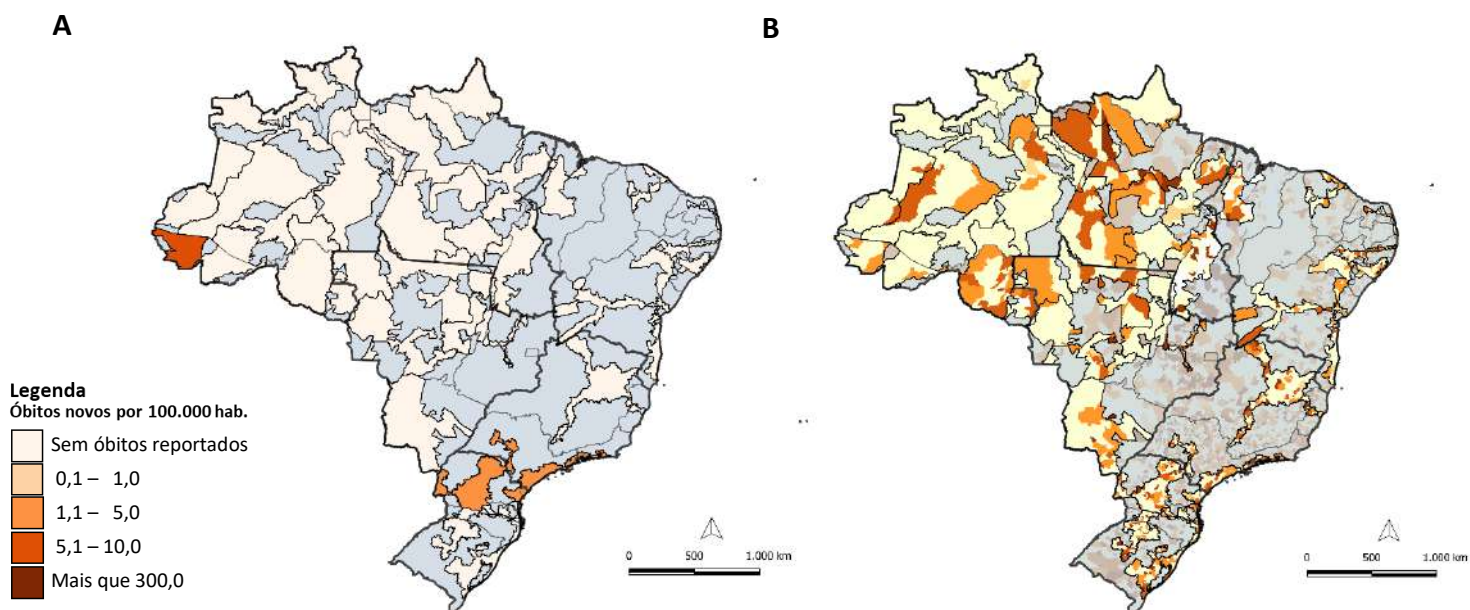 A
B
Legenda
Óbitos novos por 100.000 hab.
Sem óbitos reportados
0,1 – 1,0
1,1 – 5,0
5,1 – 10,0
Mais que 300,0
0 500 1.000 km
0 500 1.000 km